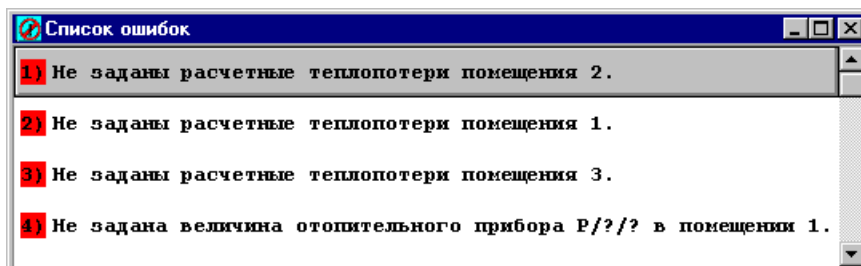 Список ошибок
1) Не заданы расчетные теплопотери помещения 2.
2) Не заданы расчетные теплопотери помещения 1.
3) Не заданы расчетные теплопотери помещения 3.
4) Не задана величина отопительного прибора P/?/? в помещении 1.